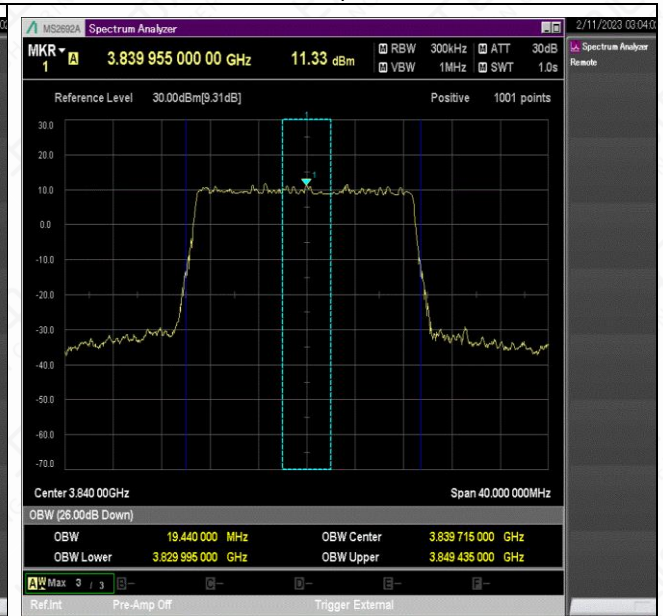 MS2692A Spectrum Analyzer
2/11/2023 03:04:0
MKR 1 A 3.839 955 000 00 GHz 11.33 dBm
M RBW 300kHz M ATT 30dB
M VBW 1MHz M SWT 1.0s
Spectrum Analyzer
Remote
Reference Level 30.00dBm[9.31dB] Positive 1001 points
1
30.0
20.0
1
10.0
0.0
-10.0
-20.0
-30.0
-40.0
-50.0
-60.0
-70.0
Center 3.840 00GHz Span 40.000 000MHz
OBW (26.00dB Down)
OBW 19.440 000 MHz OBW Center 3.839 715 000 GHz
OBW Lower 3.829 995 000 GHz OBW Upper 3.849 435 000 GHz
A W Max 3 / 3 B- C- D- E- F-
Ref.Int Pre-Amp Off Trigger External